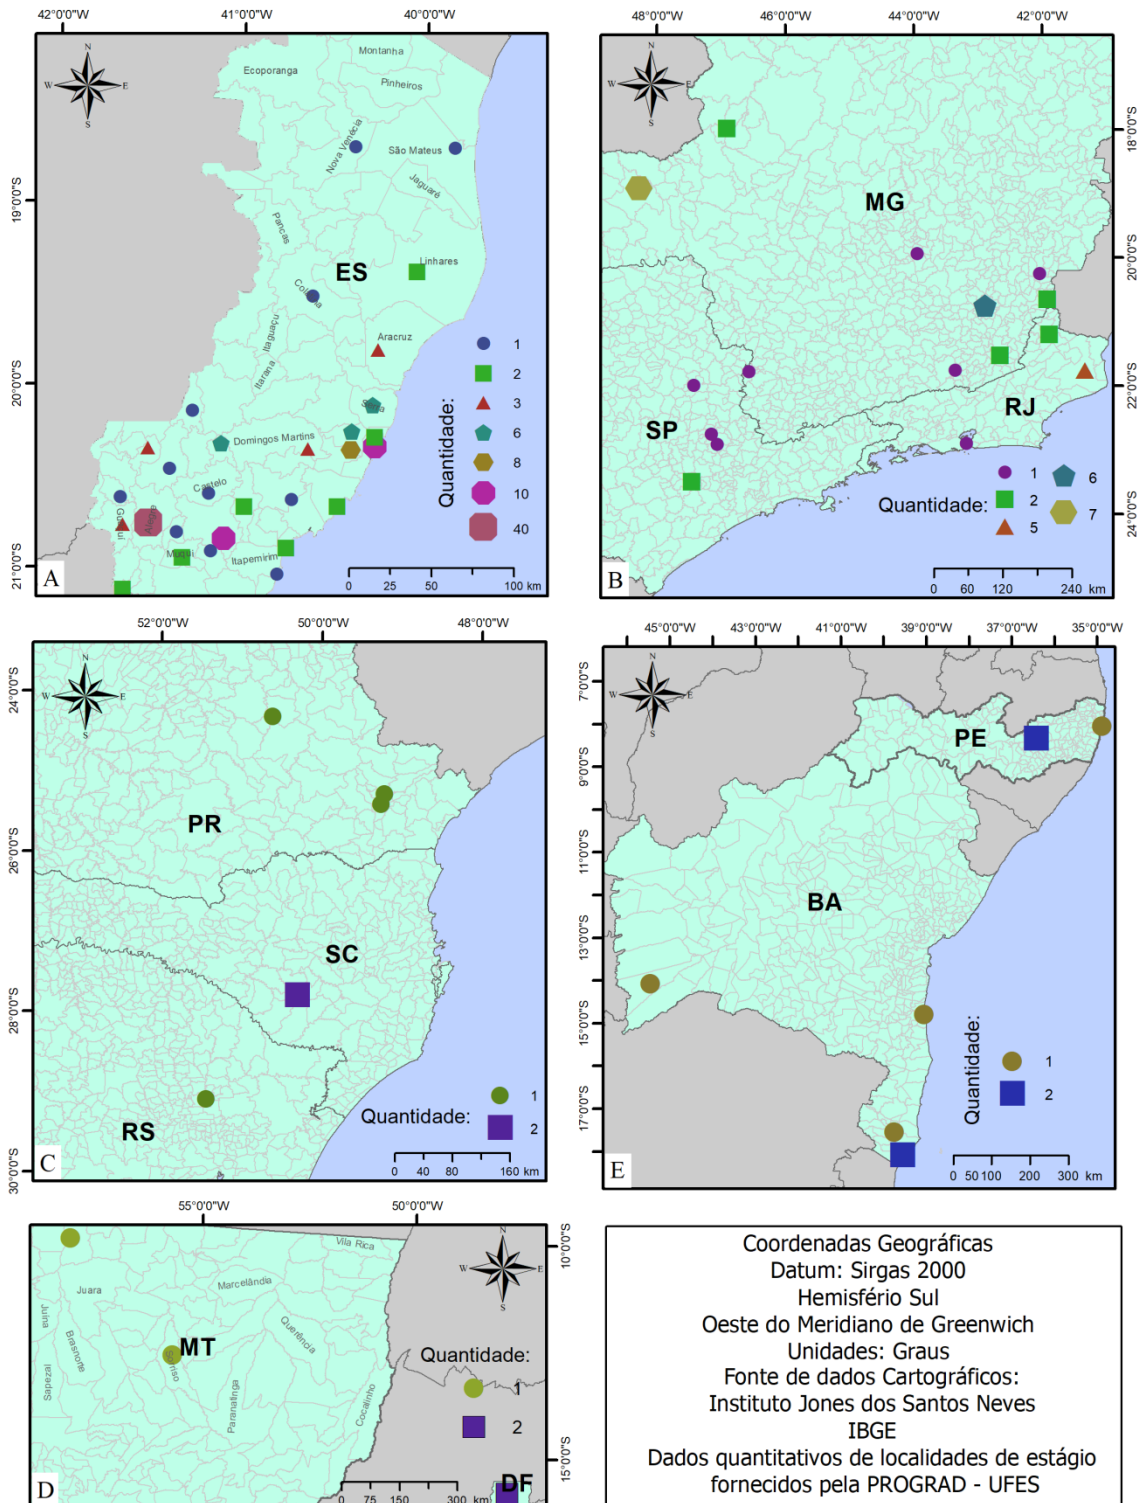 42°0'0"W 41°0'0"W 40°0'0"W
19°0'0"S
20°0'0"S
21°0'0"S
N
W E
S
Montanha
Ecoporanga
Pinheiros
Nova Venécia
São Mateus
Jaguaré
Pancas
ES
Linhares
Colatina
Itaguaçu
Aracruz
Itarana
Serra
Domingos Martins
Castelo
Guaçuí
Alegre
Muqui
Itapemirim
Quantidade:
1
2
3
6
8
10
40
0 25 50 100 km
A
48°0'0"W 46°0'0"W 44°0'0"W 42°0'0"W
18°0'0"S
20°0'0"S
22°0'0"S
24°0'0"S
N
W E
S
MG
SP
RJ
Quantidade:
1
2
5
6
7
0 60 120 240 km
B
52°0'0"W 50°0'0"W 48°0'0"W
24°0'0"S
26°0'0"S
28°0'0"S
30°0'0"S
N
W E
S
PR
SC
RS
Quantidade:
1
2
0 40 80 160 km
C
45°0'0"W 43°0'0"W 41°0'0"W 39°0'0"W 37°0'0"W 35°0'0"W
7°0'0"S
9°0'0"S
11°0'0"S
13°0'0"S
15°0'0"S
17°0'0"S
N
W E
S
PE
BA
Quantidade:
1
2
0 50 100 200 300 km
E
55°0'0"W 50°0'0"W
10°0'0"S
15°0'0"S
N
W E
S
Vila Rica
Juara
Marcelândia
Juina
Brasnorte
Sapezal
MT
Sorriso
Querência
Paranatinga
Cocalinho
Quantidade:
1
2
DF
0 75 150 300 km
D
Coordenadas Geográficas
Datum: Sirgas 2000
Hemisfério Sul
Oeste do Meridiano de Greenwich
Unidades: Graus
Fonte de dados Cartográficos:
Instituto Jones dos Santos Neves
IBGE
Dados quantitativos de localidades de estágio
fornecidos pela PROGRAD - UFES